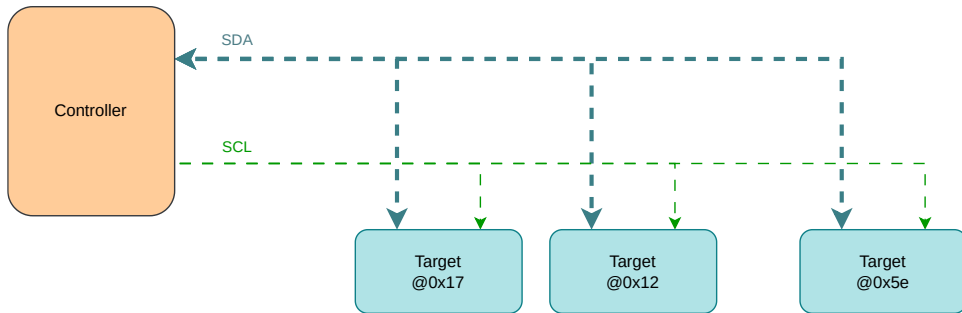 SDA
Controller
SCL
Target
@0x17
Target
@0x12
Target
@0x5e